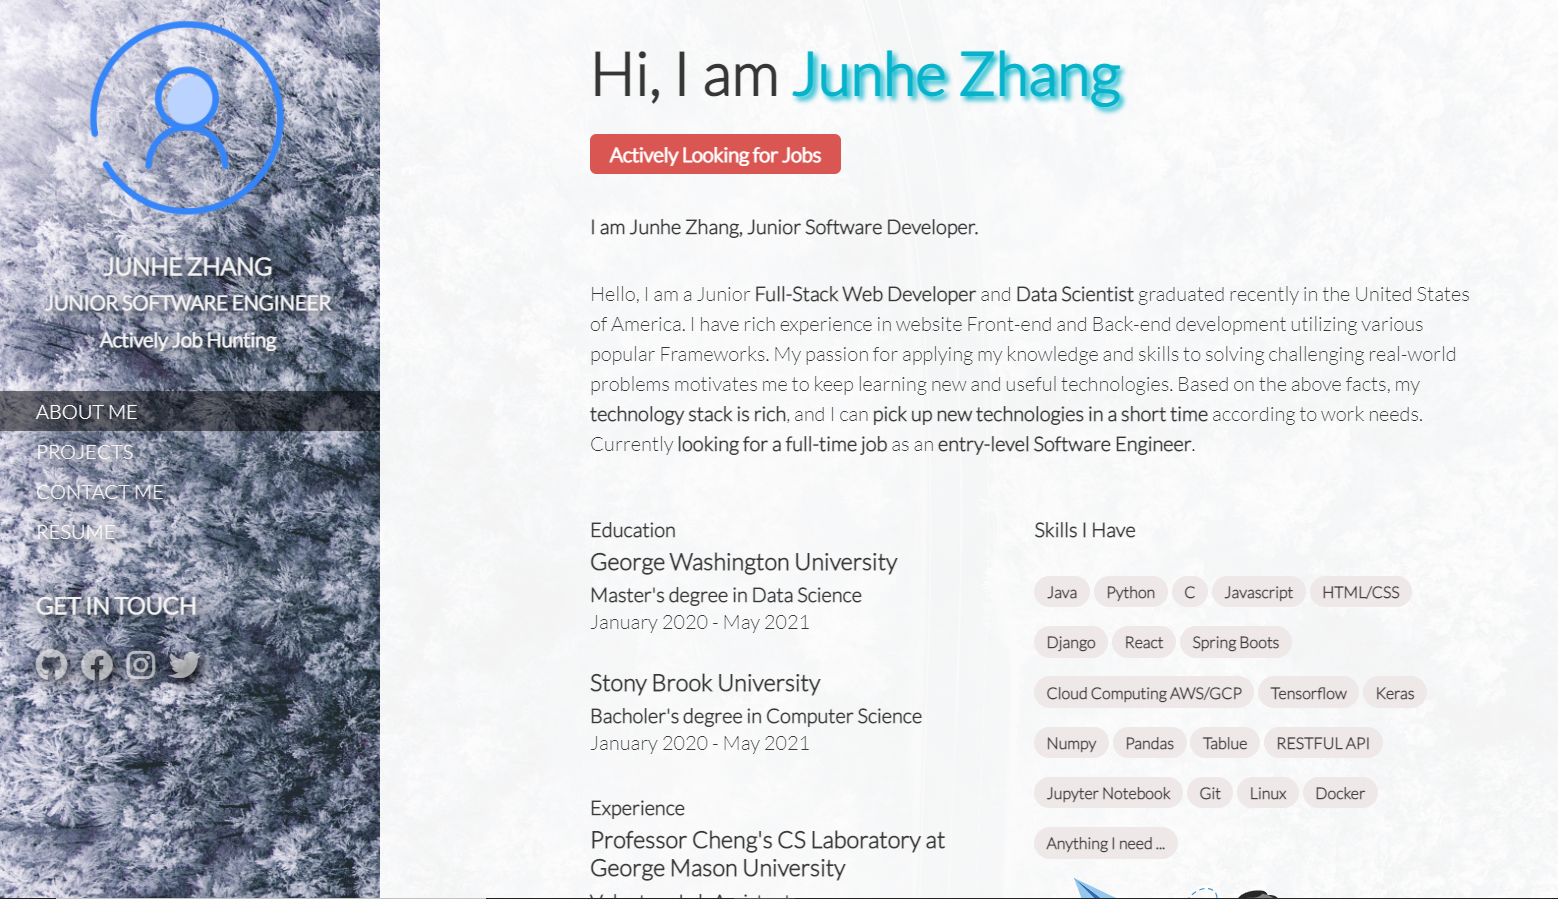 JUNHE ZHANG
JUNIOR SOFTWARE ENGINEER
Actively Job Hunting
ABOUT ME
PROJECTS
CONTACT ME
RESUME
GET IN TOUCH
Hi, I am Junhe Zhang
Actively Looking for Jobs
I am Junhe Zhang, Junior Software Developer.
Hello, I am a Junior Full-Stack Web Developer and Data Scientist graduated recently in the United States
of America. I have rich experience in website Front-end and Back-end development utilizing various
popular Frameworks. My passion for applying my knowledge and skills to solving challenging real-world
problems motivates me to keep learning new and useful technologies. Based on the above facts, my
technology stack is rich, and I can pick up new technologies in a short time according to work needs.
Currently looking for a full-time job as an entry-level Software Engineer.
Education
George Washington University
Master's degree in Data Science
January 2020 - May 2021
Stony Brook University
Bacholer's degree in Computer Science
January 2020 - May 2021
Experience
Professor Cheng's CS Laboratory at
George Mason University
Skills I Have
Java Python C Javascript HTML/CSS
Django React Spring Boots
Cloud Computing AWS/GCP Tensorflow Keras
Numpy Pandas Tablue RESTFUL API
Jupyter Notebook Git Linux Docker
Anything I need ...